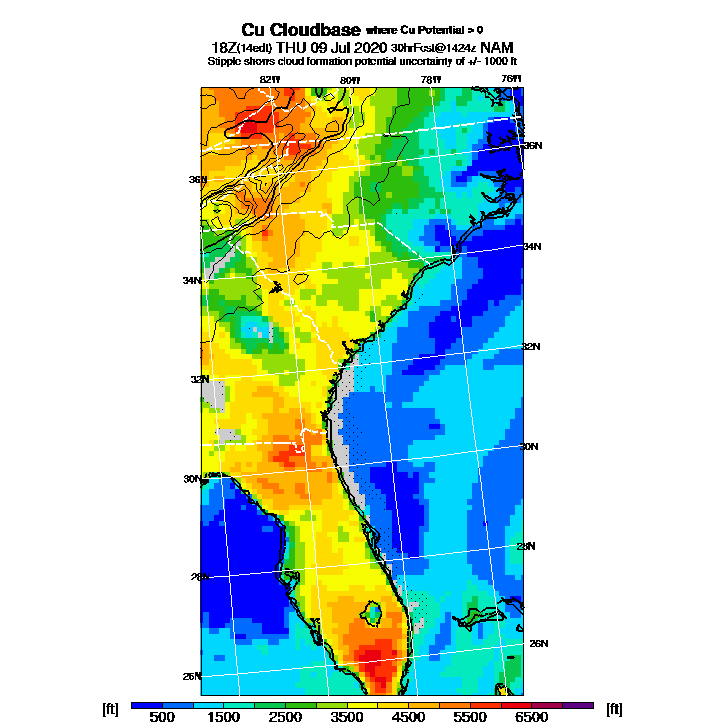 Cu Cloudbase where Cu Potential > 0
18Z(14edt) THU 09 Jul 2020 30hrFcst@1424z NAM
Stipple shows cloud formation potential uncertainty of +/- 1000 ft
82W 80W 78W 76W
36N
36N
34N
34N
32N
32N
30N
30N
28N
28N
26N
26N
[ft] 500 1500 2500 3500 4500 5500 6500 [ft]